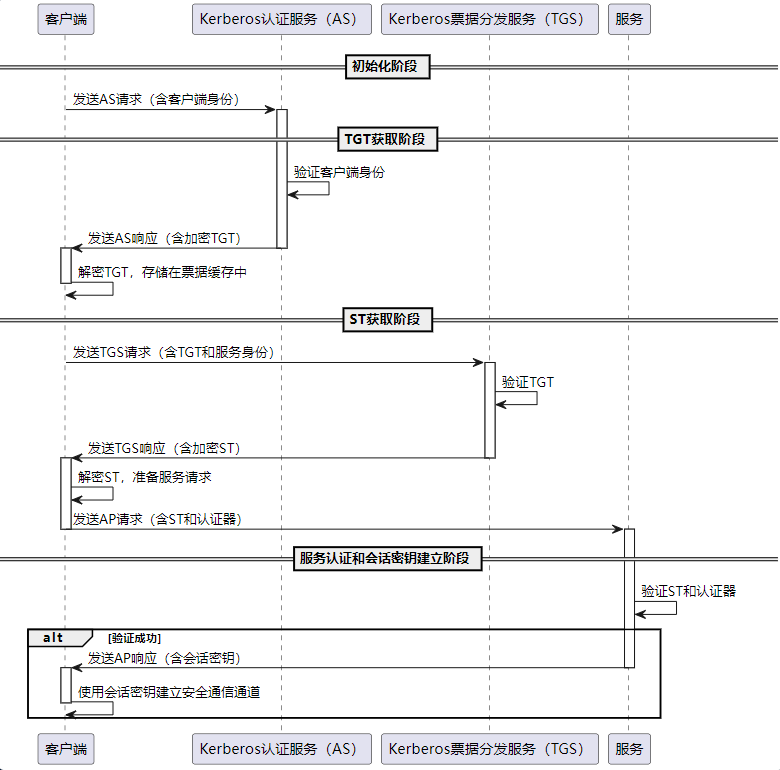 客户端
Kerberos认证服务（AS）
Kerberos票据分发服务（TGS）
服务
初始化阶段
发送AS请求（含客户端身份）
TGT获取阶段
验证客户端身份
发送AS响应（含加密TGT）
解密TGT，存储在票据缓存中
ST获取阶段
发送TGS请求（含TGT和服务身份）
验证TGT
发送TGS响应（含加密ST）
解密ST，准备服务请求
发送AP请求（含ST和认证器）
服务认证和会话密钥建立阶段
验证ST和认证器
alt
[验证成功]
发送AP响应（含会话密钥）
使用会话密钥建立安全通信通道
客户端
Kerberos认证服务（AS）
Kerberos票据分发服务（TGS）
服务